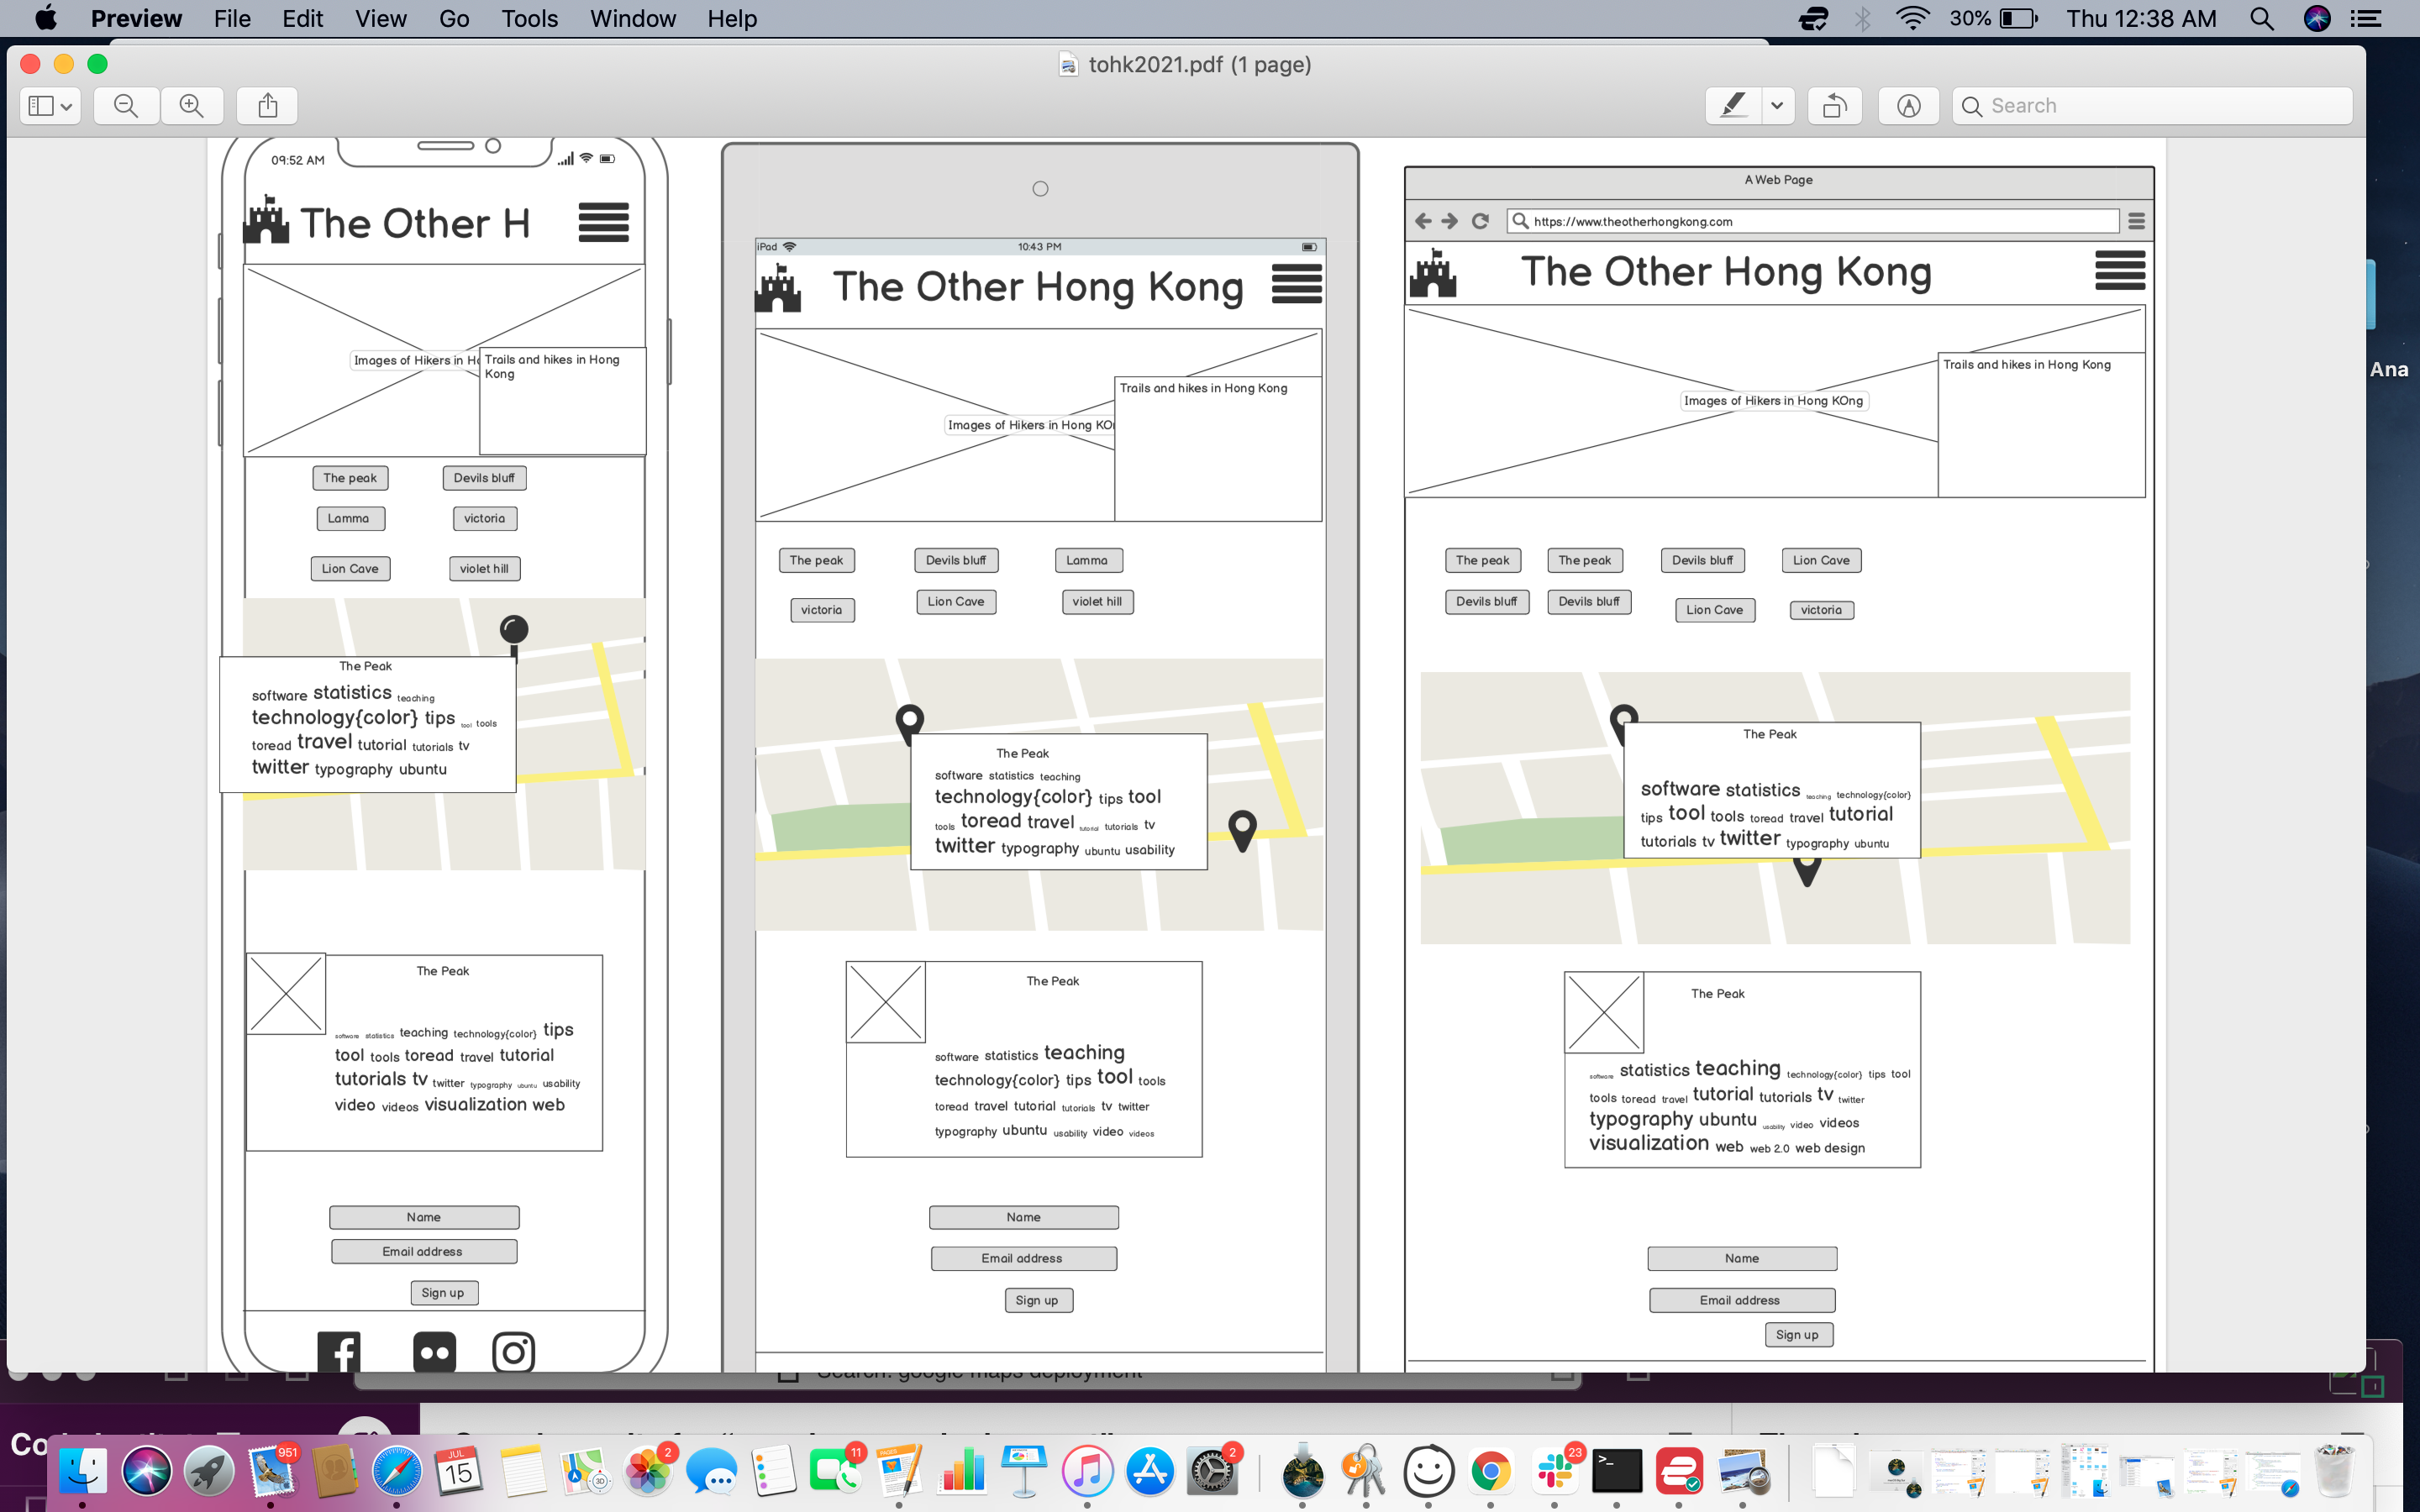 Preview File Edit View Go Tools Window Help 30% Thu 12:38 AM
tohk2021.pdf (1 page)
Search
09:52 AM
The Other H
Images of Hikers in H
Trails and hikes in Hong
Kong
The peak Devils bluff
Lamma victoria
Lion Cave violet hill
The Peak
software statistics teaching
technology{color} tips tool tools
toread travel tutorial tutorials tv
twitter typography ubuntu
The Peak
software statistics teaching technology{color} tips
tool tools toread travel tutorial
tutorials tv twitter typography ubuntu usability
video videos visualization web
Name
Email address
Sign up
iPad 10:43 PM
The Other Hong Kong
Trails and hikes in Hong Kong
Images of Hikers in Hong KO
The peak Devils bluff Lamma
victoria Lion Cave violet hill
The Peak
software statistics teaching
technology{color} tips tool
tools toread travel tutorial tutorials tv
twitter typography ubuntu usability
The Peak
software statistics teaching
technology{color} tips tool tools
toread travel tutorial tutorials tv twitter
typography ubuntu usability video videos
Name
Email address
Sign up
A Web Page
https://www.theotherhongkong.com
The Other Hong Kong
Trails and hikes in Hong Kong
Images of Hikers in Hong KOng
The peak The peak Devils bluff Lion Cave
Devils bluff Devils bluff Lion Cave victoria
The Peak
software statistics teaching technology{color}
tips tool tools toread travel tutorial
tutorials tv twitter typography ubuntu
The Peak
software statistics teaching technology{color} tips tool
tools toread travel tutorial tutorials tv twitter
typography ubuntu usability video videos
visualization web web 2.0 web design
Name
Email address
Sign up
Ana
Search: google maps deployment
Co
951
JUL
15
3D
2
11
PAGES
2
23